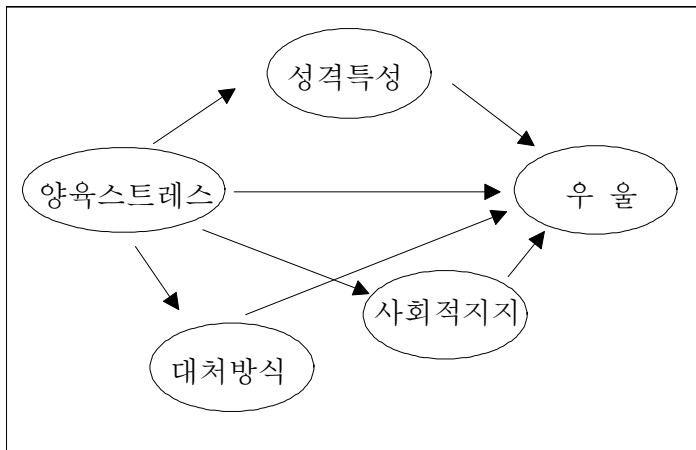 성격특성
양육스트레스
우 울
사회적지지
대처방식